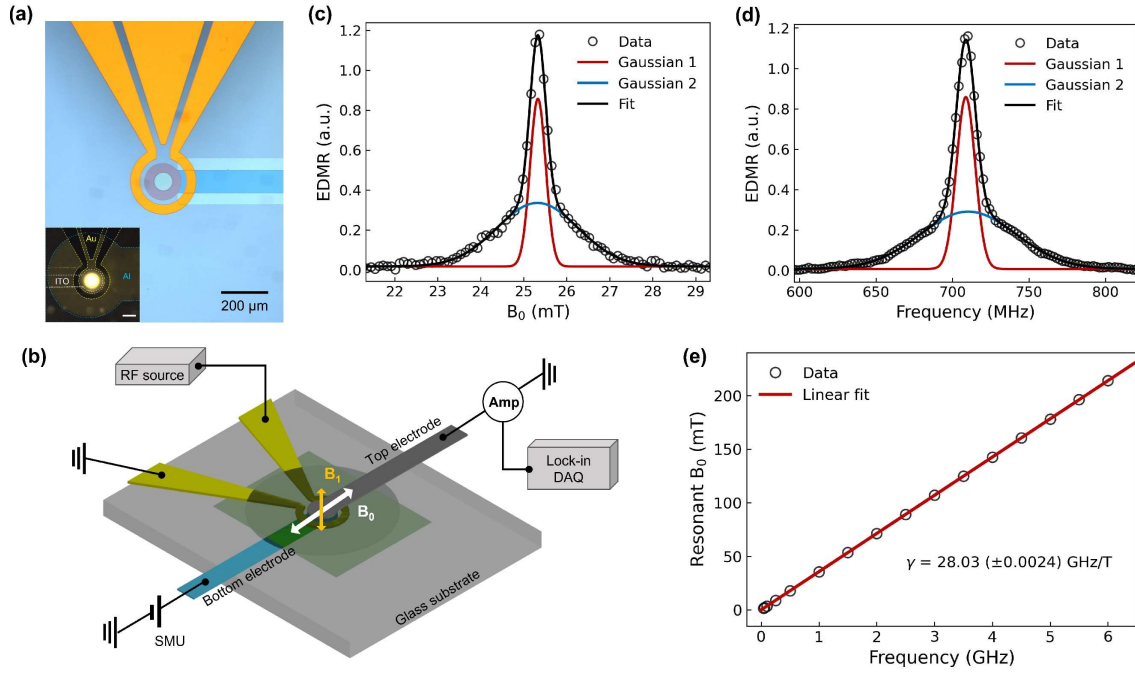 (a)
Au
Al
ITO
200 μm
(b)
RF source
Amp
Top electrode
Lock-in
DAQ
B₁
B₀
Bottom electrode
Glass substrate
SMU
(c)
EDMR (a.u.)
1.2
1.0
0.8
0.6
0.4
0.2
0.0
Data
Gaussian 1
Gaussian 2
Fit
22 23 24 25 26 27 28 29
B₀ (mT)
(d)
EDMR (a.u.)
1.2
1.0
0.8
0.6
0.4
0.2
0.0
Data
Gaussian 1
Gaussian 2
Fit
600 650 700 750 800
Frequency (MHz)
(e)
Resonant B₀ (mT)
200
150
100
50
0
Data
Linear fit
γ = 28.03 (±0.0024) GHz/T
0 1 2 3 4 5 6
Frequency (GHz)